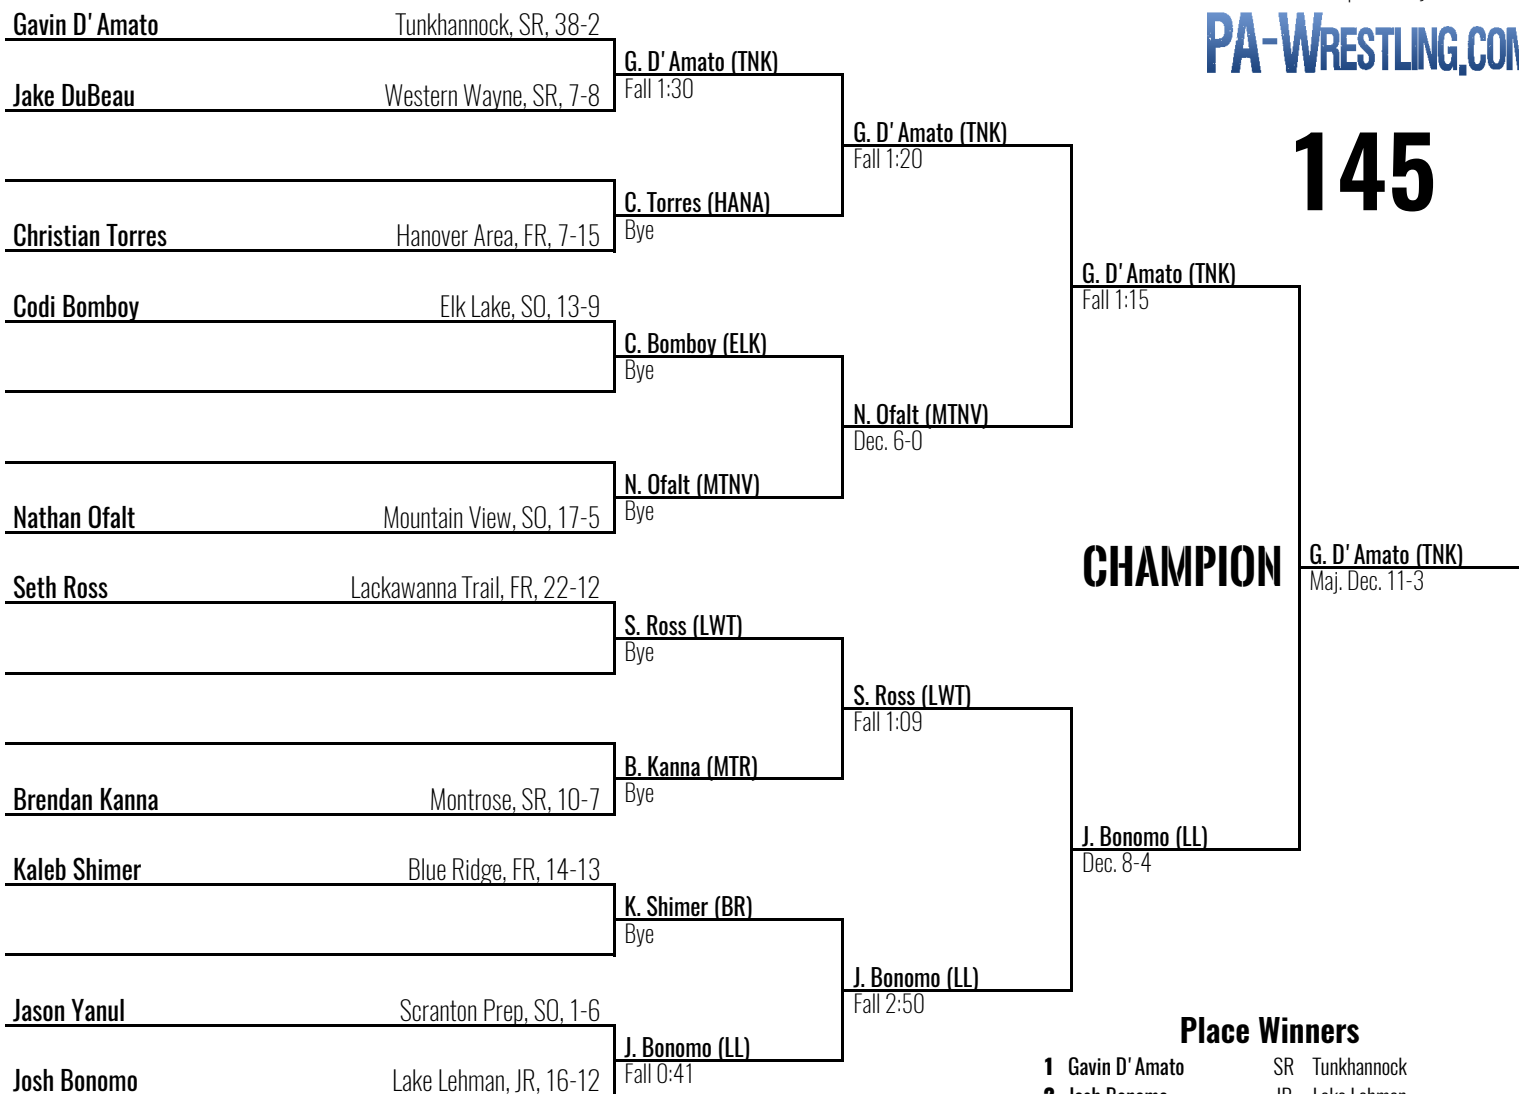 Gavin D'Amato Tunkhannock, SR, 38-2
PA-WRESTLING.COM
G. D'Amato (TNK)
Fall 1:30
Jake DuBeau Western Wayne, SR, 7-8
145
G. D'Amato (TNK)
Fall 1:20
C. Torres (HANA)
Bye
Christian Torres Hanover Area, FR, 7-15
G. D'Amato (TNK)
Fall 1:15
Codi Bomboy Elk Lake, SO, 13-9
C. Bomboy (ELK)
Bye
N. Ofalt (MTNV)
Dec. 6-0
N. Ofalt (MTNV)
Bye
Nathan Ofalt Mountain View, SO, 17-5
CHAMPION
G. D'Amato (TNK)
Maj. Dec. 11-3
Seth Ross Lackawanna Trail, FR, 22-12
S. Ross (LWT)
Bye
S. Ross (LWT)
Fall 1:09
B. Kanna (MTR)
Bye
Brendan Kanna Montrose, SR, 10-7
J. Bonomo (LL)
Dec. 8-4
Kaleb Shimer Blue Ridge, FR, 14-13
K. Shimer (BR)
Bye
J. Bonomo (LL)
Fall 2:50
Jason Yanul Scranton Prep, SO, 1-6
J. Bonomo (LL)
Fall 0:41
Josh Bonomo Lake Lehman, JR, 16-12
Place Winners
1 Gavin D'Amato SR Tunkhannock
2 Josh Bonomo JR Lake Lehman